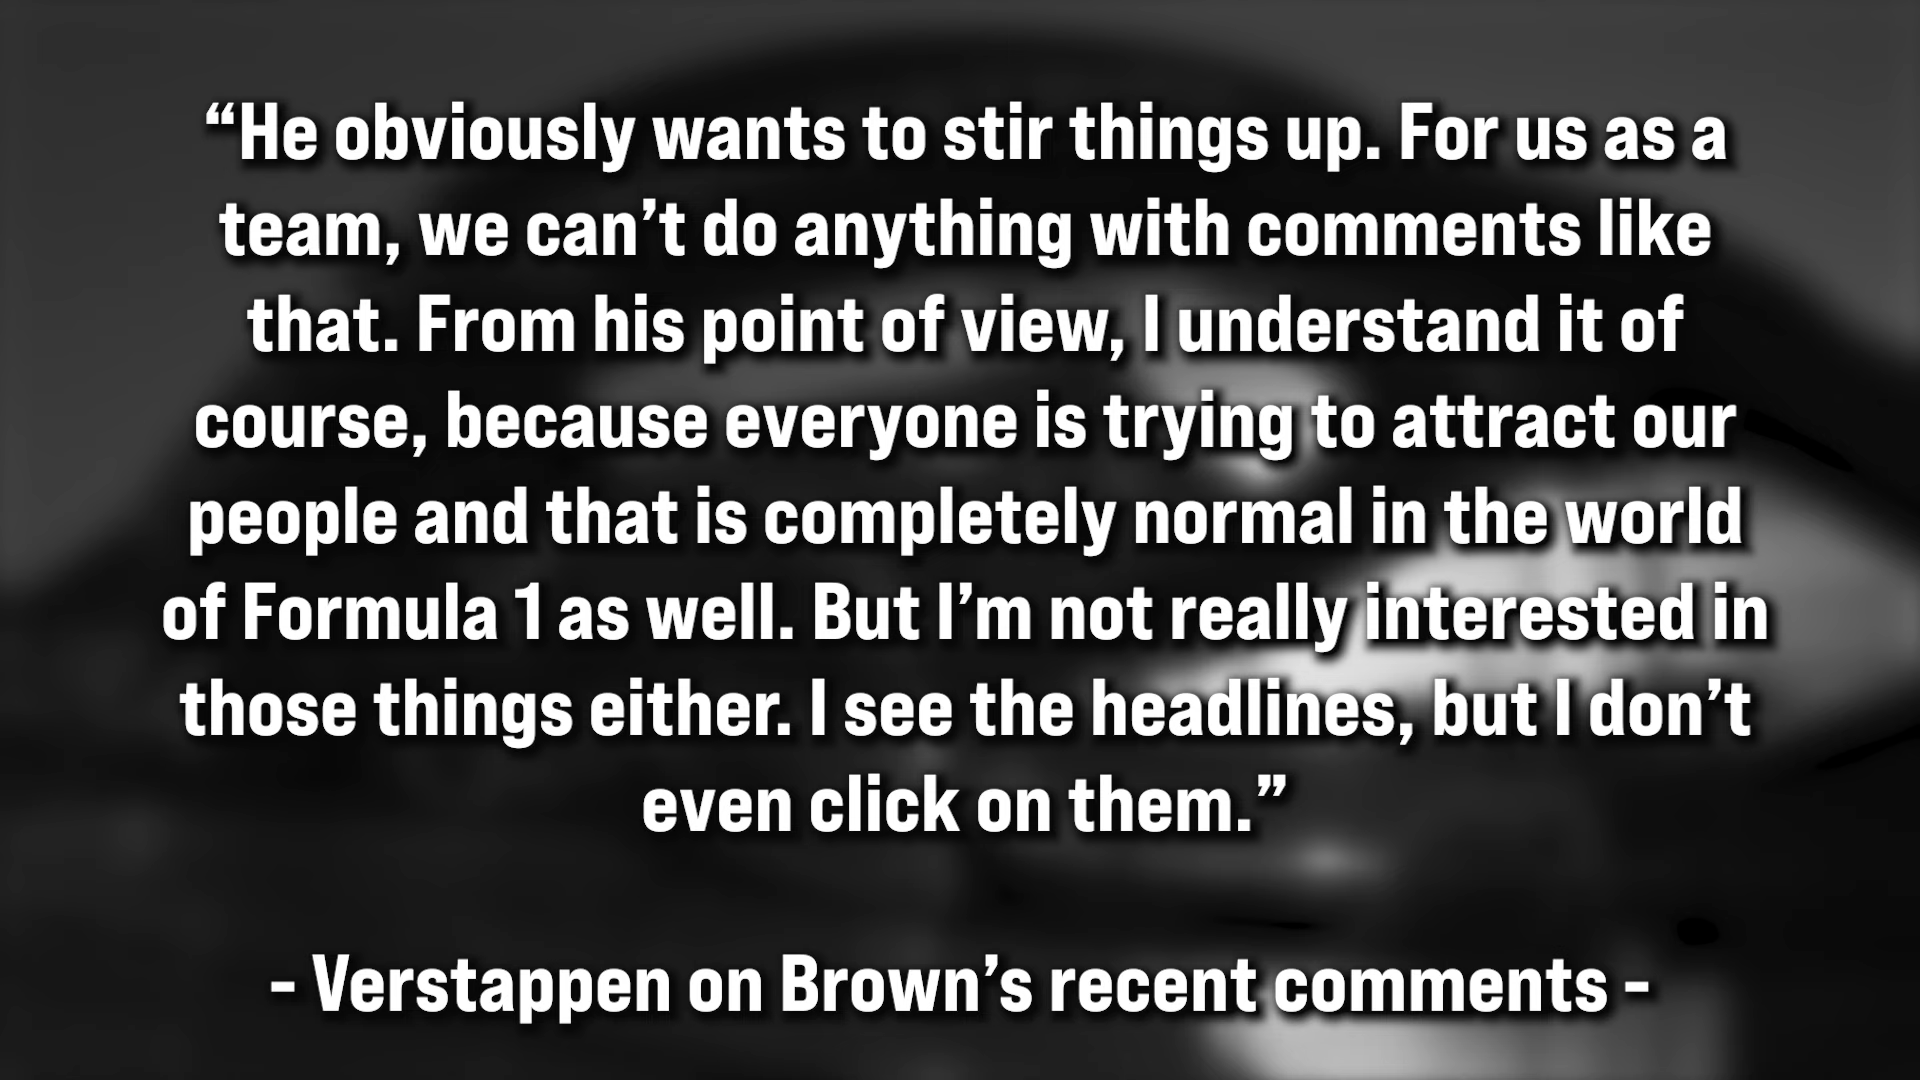 “He obviously wants to stir things up. For us as a
team, we can’t do anything with comments like
that. From his point of view, I understand it of
course, because everyone is trying to attract our
people and that is completely normal in the world
of Formula 1 as well. But I’m not really interested in
those things either. I see the headlines, but I don’t
even click on them.”
- Verstappen on Brown’s recent comments -